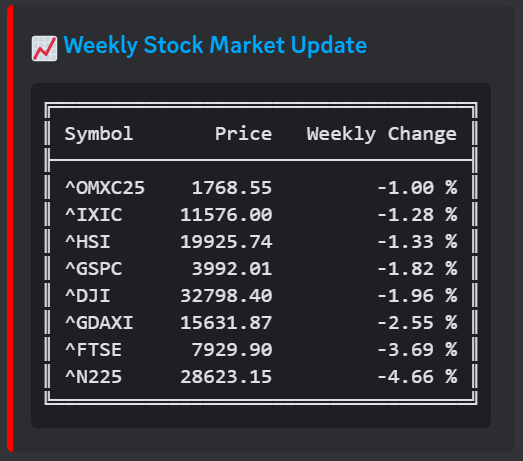 Weekly Stock Market Update
Symbol Price Weekly Change
^OMXC25 1768.55 -1.00 %
^IXIC 11576.00 -1.28 %
^HSI 19925.74 -1.33 %
^GSPC 3992.01 -1.82 %
^DJI 32798.40 -1.96 %
^GDAXI 15631.87 -2.55 %
^FTSE 7929.90 -3.69 %
^N225 28623.15 -4.66 %